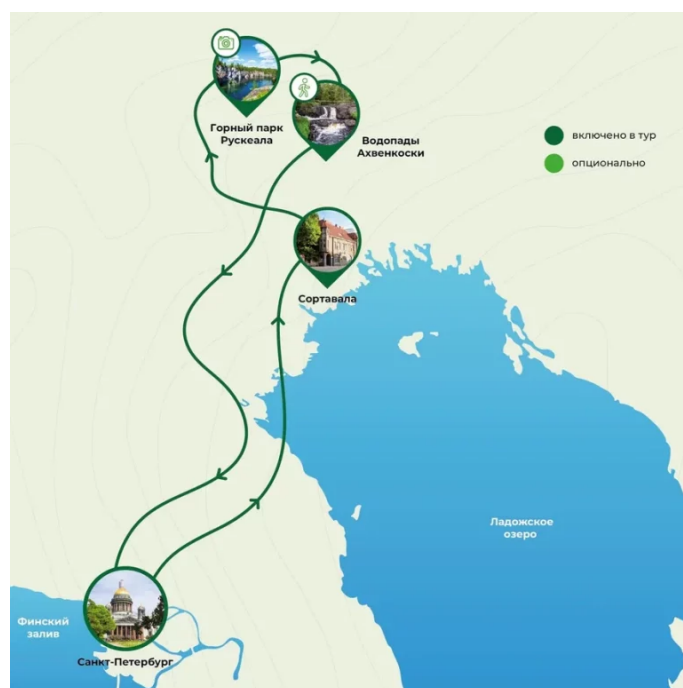 Горный парк
Рускеала
Водопады
Ахвенкоски
включено в тур
опционально
Сортавала
Ладожское
озеро
Финский
залив
Санкт-Петербург